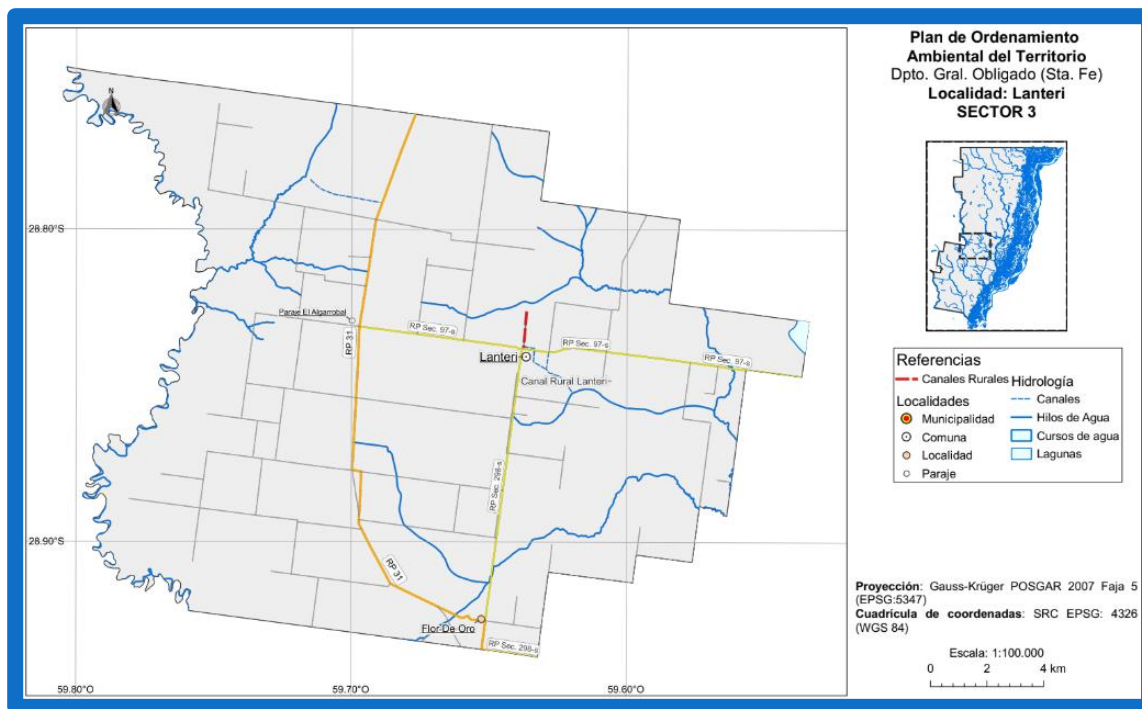 Plan de Ordenamiento
Ambiental del Territorio
Dpto. Gral. Obligado (Sta. Fe)
Localidad: Lanteri
SECTOR 3
N
28.80°S
28.90°S
59.80°O
59.70°O
59.60°O
Paraje El Algarrobal
RP 31
RP Sec. 97-s
RP Sec. 97-s
RP Sec. 97-s
Lanteri
Canal Rural Lanteri
RP Sec. 298-s
RP 31
Flor De Oro
RP Sec. 298-s
Referencias
Canales Rurales
Localidades
Municipalidad
Comuna
Localidad
Paraje
Hidrología
Canales
Hilos de Agua
Cursos de agua
Lagunas
Proyección: Gauss-Krüger POSGAR 2007 Faja 5
(EPSG:5347)
Cuadrícula de coordenadas: SRC EPSG: 4326
(WGS 84)
Escala: 1:100.000
0 2 4 km